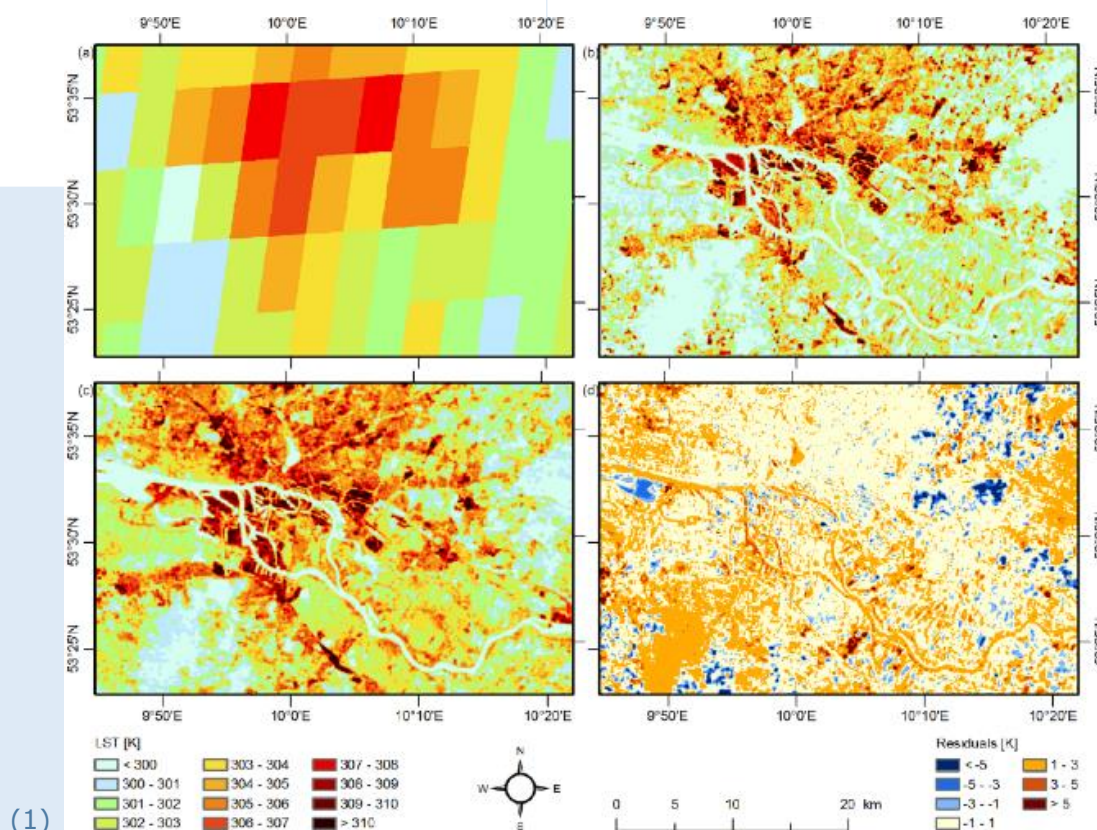 9°50'E 10°0'E 10°10'E 10°20'E 9°50'E 10°0'E 10°10'E 10°20'E
(a) (b)
53°35'N
53°30'N
53°25'N
(c) (d)
53°35'N
53°30'N
53°25'N
9°50'E 10°0'E 10°10'E 10°20'E 9°50'E 10°0'E 10°10'E 10°20'E
LST [K] Residuals [K]
< 300 303 - 304 307 - 308 N < -5 1 - 3
300 - 301 304 - 305 308 - 309 W E -5 - -3 3 - 5
301 - 302 305 - 306 309 - 310 0 5 10 20 km -3 - -1 > 5
302 - 303 306 - 307 > 310 S -1 - 1
(1)